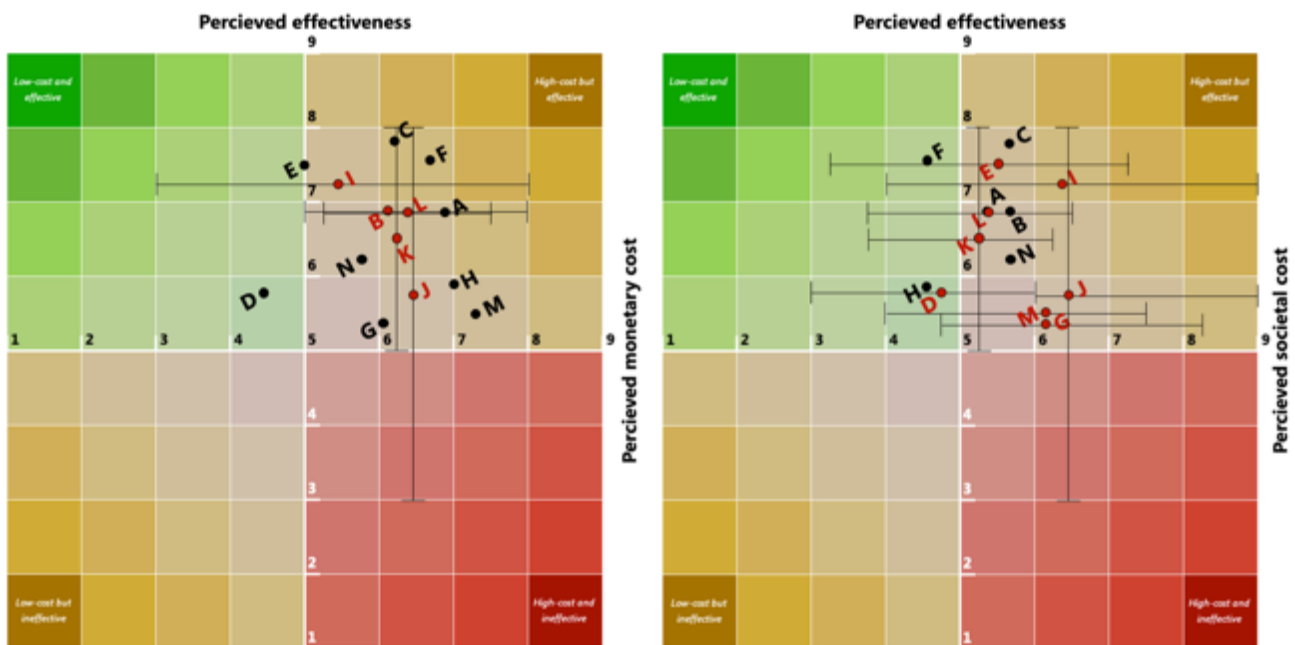 Percieved effectiveness
9
Low-cost and
effective
High-cost but
effective
8
C
F
E
I
7
B
L
A
K
N
6
H
D
J
M
G
1
2
3
4
5
6
7
8
9
4
3
2
Low-cost but
ineffective
High-cost and
ineffective
1
Percieved monetary cost
Percieved effectiveness
9
Low-cost and
effective
High-cost but
effective
8
C
F
E
I
7
A
L
B
K
N
6
H
D
J
M
G
1
2
3
4
5
6
7
8
9
4
3
2
Low-cost but
ineffective
High-cost and
ineffective
1
Percieved societal cost